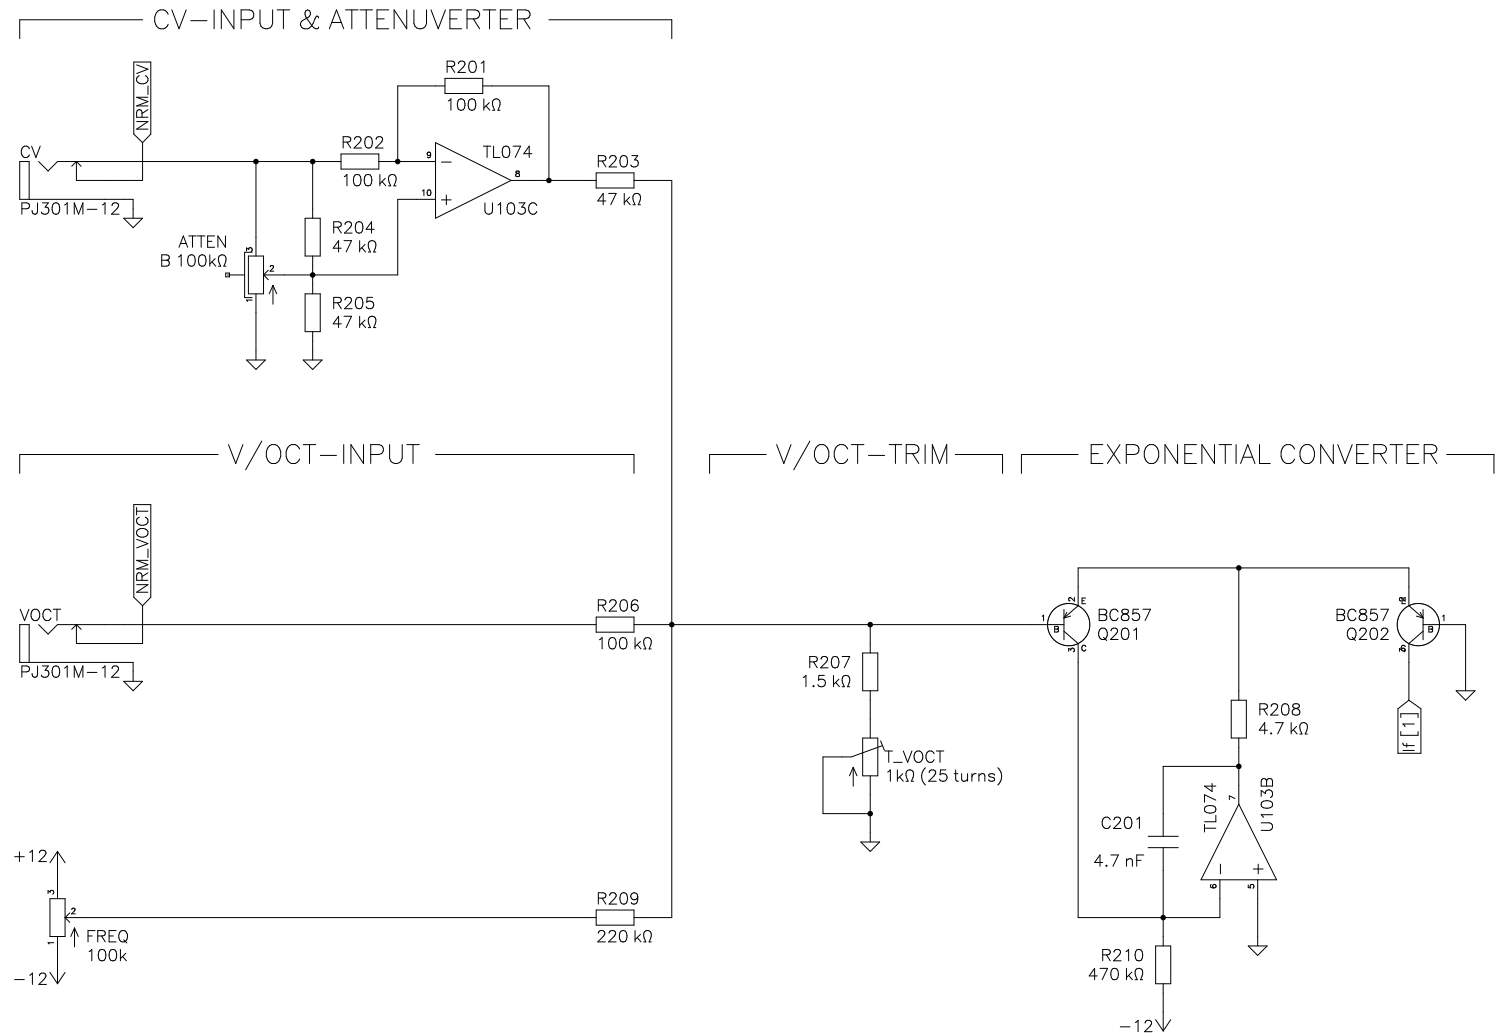 CV–INPUT & ATTENUVERTER
NRM_CV
CV
PJ301M–12
R201
100 kΩ
R202
100 kΩ
9
10
8
–
+
TL074
U103C
R203
47 kΩ
R204
47 kΩ
ATTEN
B 100kΩ
3
2
1
R205
47 kΩ
V/OCT–INPUT
V/OCT–TRIM
EXPONENTIAL CONVERTER
NRM_VOCT
VOCT
PJ301M–12
R206
100 kΩ
R207
1.5 kΩ
T_VOCT
1kΩ (25 turns)
1
2
E
B
3
C
BC857
Q201
BC857
Q202
1
B
R208
4.7 kΩ
If [1]
C201
4.7 nF
7
TL074
U103B
–
+
6
5
R210
470 kΩ
–12
+12
3
2
1
FREQ
100k
–12
R209
220 kΩ